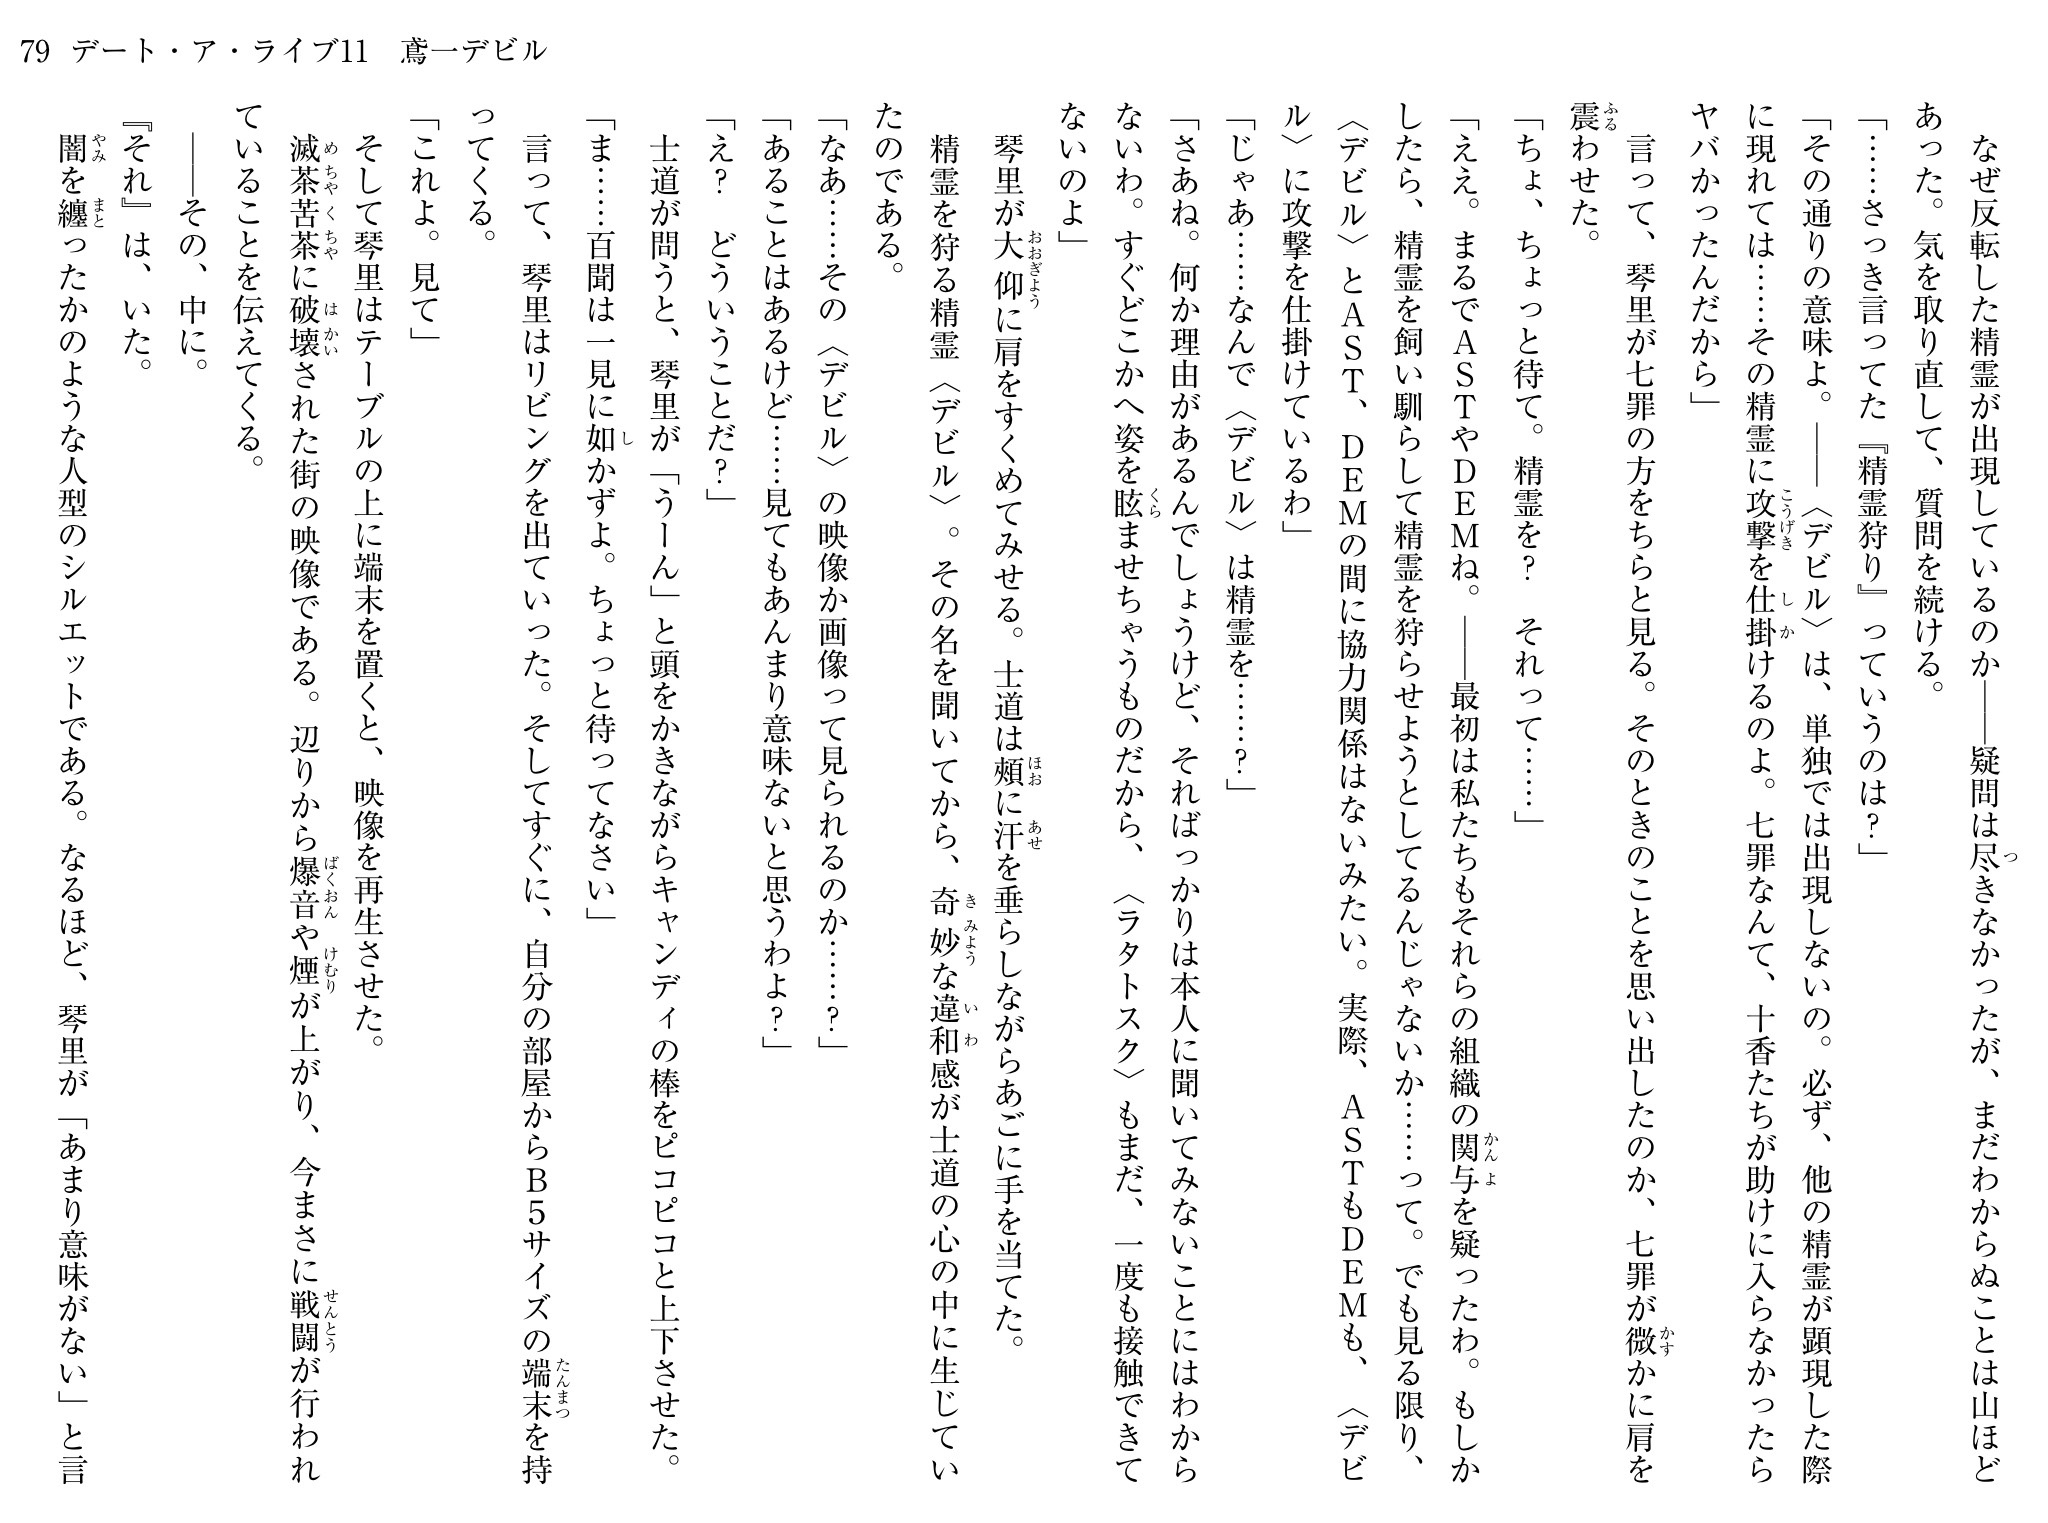 79 デート・ア・ライブ11 鳶一デビル
なぜ反転した精霊が出現しているのか――疑問は尽きなかったが、まだわからぬことは山ほど
あった。気を取り直して、質問を続ける。
「……さっき言ってた『精霊狩り』っていうのは？」
「その通りの意味よ。――〈デビル〉は、単独では出現しないの。必ず、他の精霊が顕現した際
に現れては……その精霊に攻撃を仕掛けるのよ。七罪なんて、十香たちが助けに入らなかったら
ヤバかったんだから」
言って、琴里が七罪の方をちらと見る。そのときのことを思い出したのか、七罪が微かに肩を
震わせた。
「ちょ、ちょっと待て。精霊を？　それって……」
「ええ。まるでＡＳＴやＤＥＭね。――最初は私たちもそれらの組織の関与を疑ったわ。もしか
したら、精霊を飼い馴らして精霊を狩らせようとしてるんじゃないか……って。でも見る限り、
〈デビル〉とＡＳＴ、ＤＥＭの間に協力関係はないみたい。実際、ＡＳＴもＤＥＭも、〈デビ
ル〉に攻撃を仕掛けているわ」
「じゃあ……なんで〈デビル〉は精霊を……？」
「さあね。何か理由があるんでしょうけど、そればっかりは本人に聞いてみないことにはわから
ないわ。すぐどこかへ姿を眩ませちゃうものだから、〈ラタトスク〉もまだ、一度も接触できて
ないのよ」
琴里が大仰に肩をすくめてみせる。士道は頬に汗を垂らしながらあごに手を当てた。
精霊を狩る精霊〈デビル〉。その名を聞いてから、奇妙な違和感が士道の心の中に生じてい
たのである。
「なあ……その〈デビル〉の映像か画像って見られるのか……？」
「あることはあるけど……見てもあんまり意味ないと思うわよ？」
「え？　どういうことだ？」
士道が問うと、琴里が「うーん」と頭をかきながらキャンディの棒をピコピコと上下させた。
「ま……百聞は一見に如かずよ。ちょっと待ってなさい」
言って、琴里はリビングを出ていった。そしてすぐに、自分の部屋からＢ５サイズの端末を持
ってくる。
「これよ。見て」
そして琴里はテーブルの上に端末を置くと、映像を再生させた。
滅茶苦茶に破壊された街の映像である。辺りから爆音や煙が上がり、今まさに戦闘が行われ
ていることを伝えてくる。
――その、中に。
『それ』は、いた。
闇を纏ったかのような人型のシルエットである。なるほど、琴里が「あまり意味がない」と言